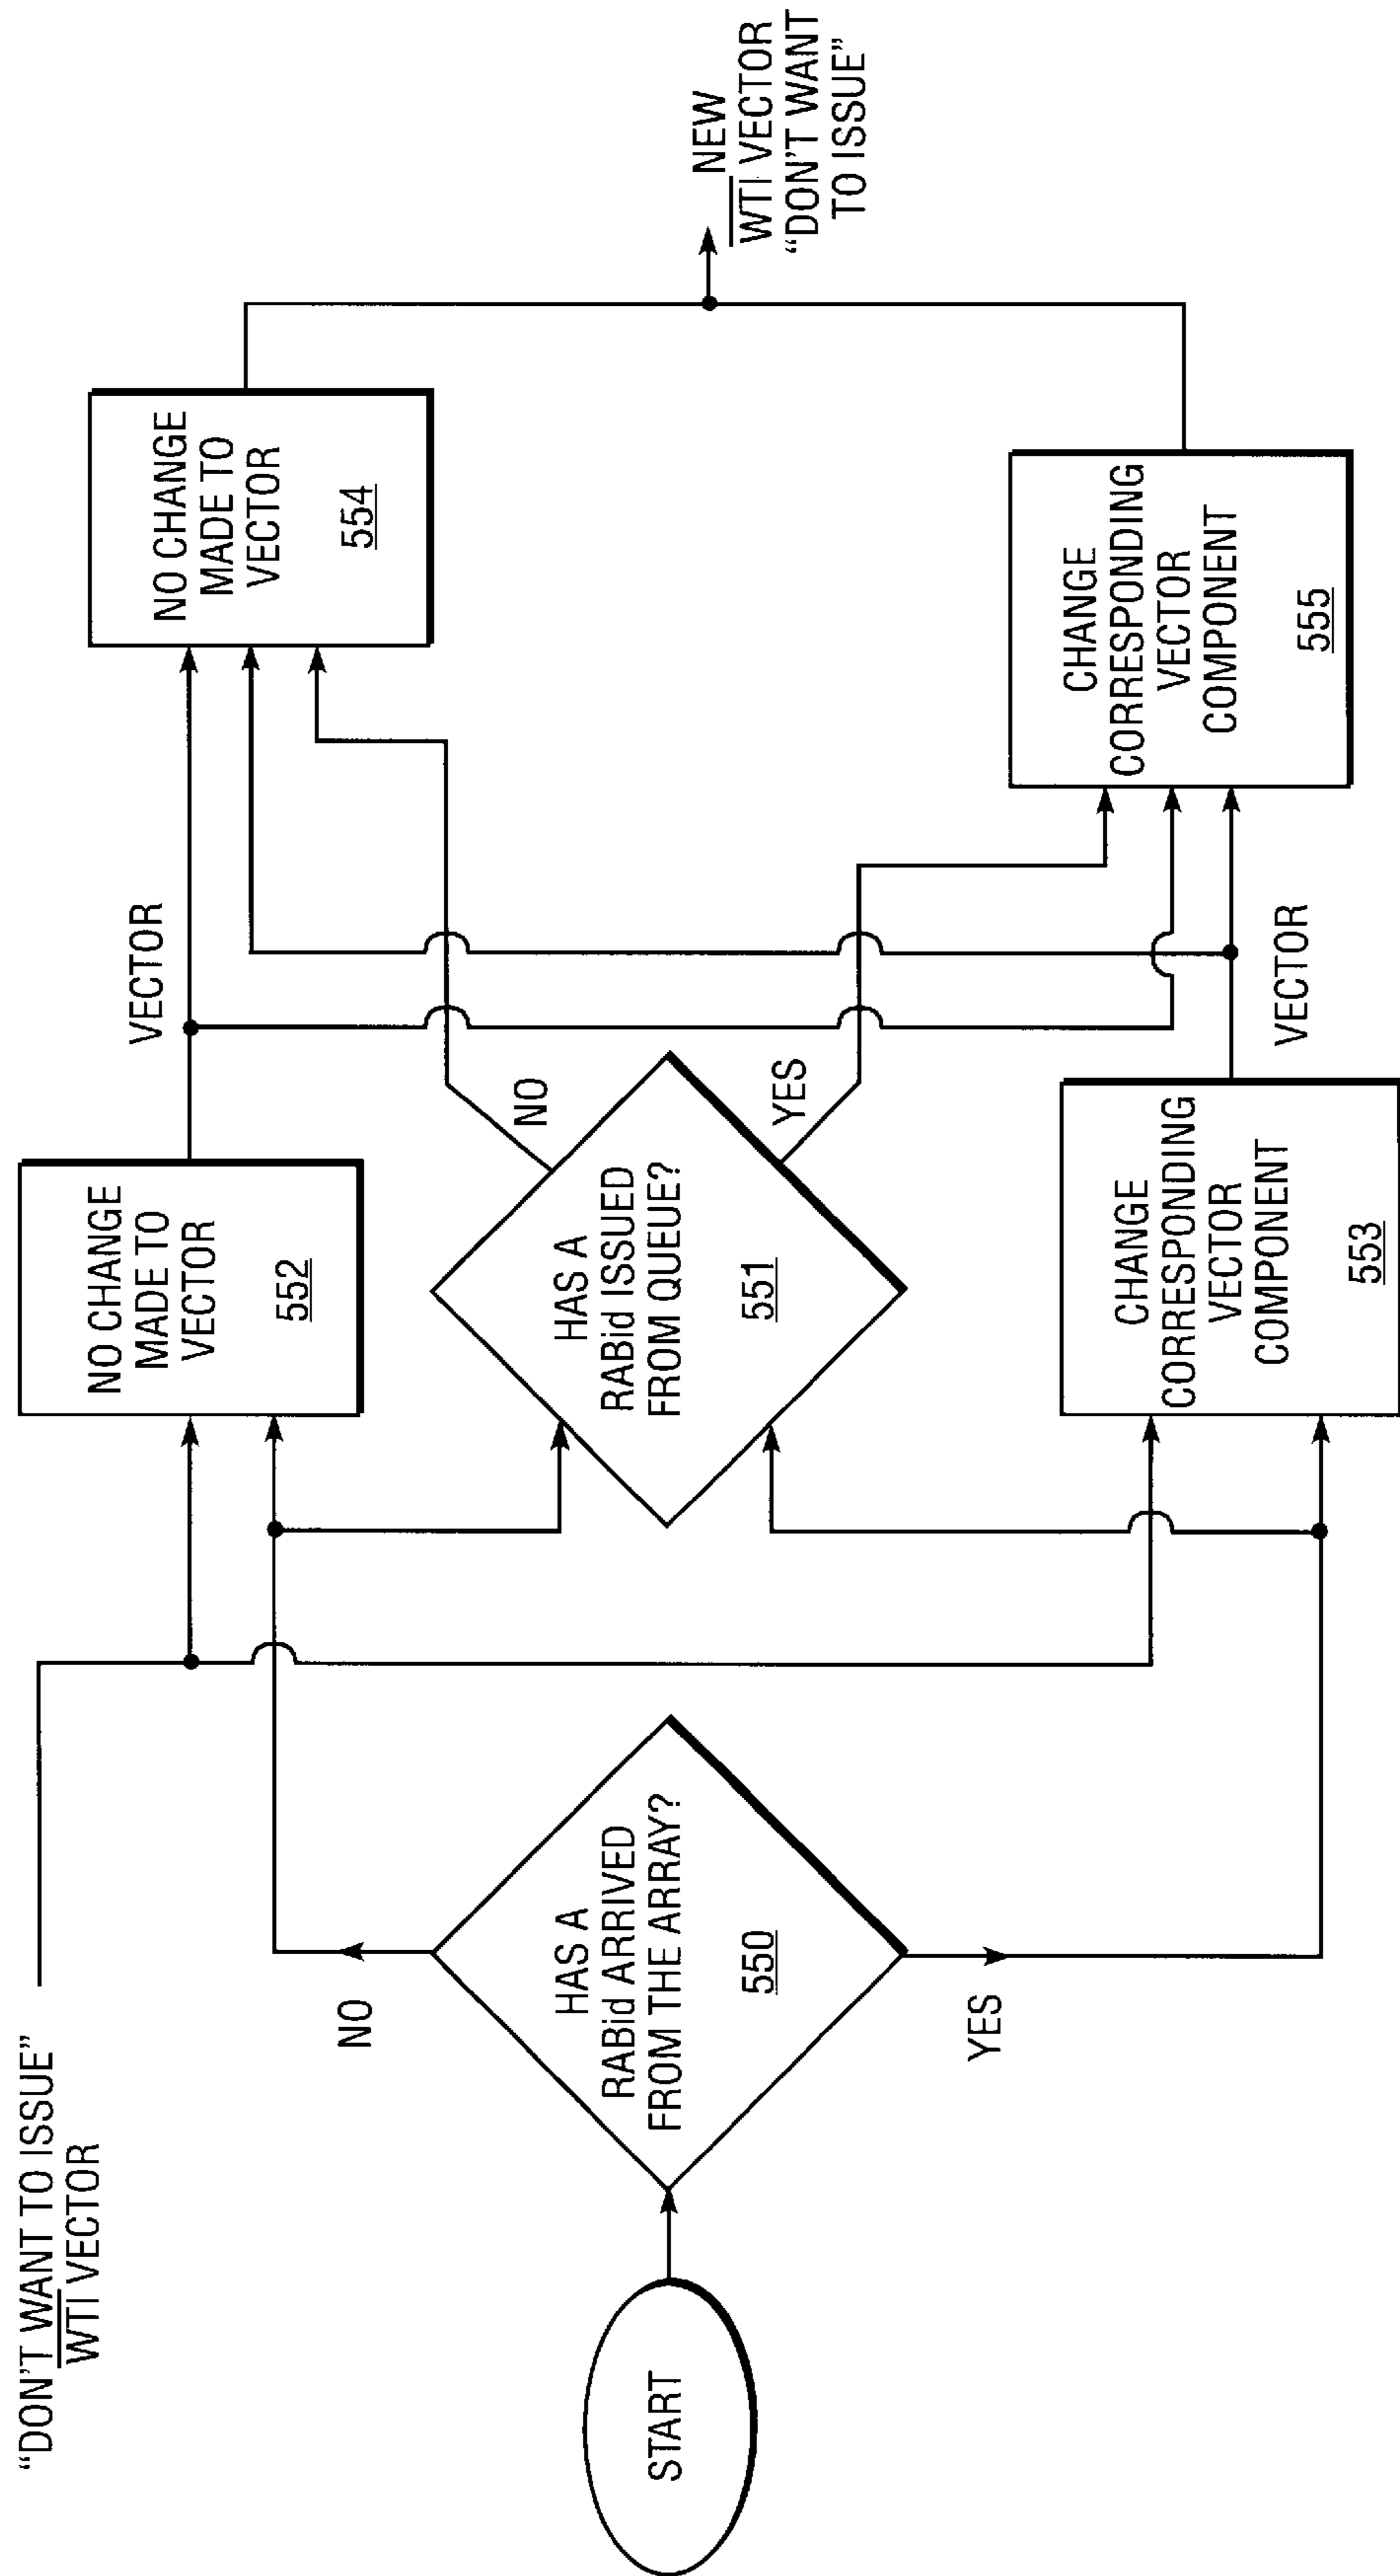 "DON'T WANT TO ISSUE"
WTI VECTOR
START
HAS A
RABid ARRIVED
FROM THE ARRAY?
550
NO
YES
NO CHANGE
MADE TO
VECTOR
552
HAS A
RABid ISSUED
FROM QUEUE?
551
CHANGE
CORRESPONDING
VECTOR
COMPONENT
553
NO
YES
VECTOR
VECTOR
NO CHANGE
MADE TO
VECTOR
554
CHANGE
CORRESPONDING
VECTOR
COMPONENT
555
NEW
WTI VECTOR
"DON'T WANT
TO ISSUE"